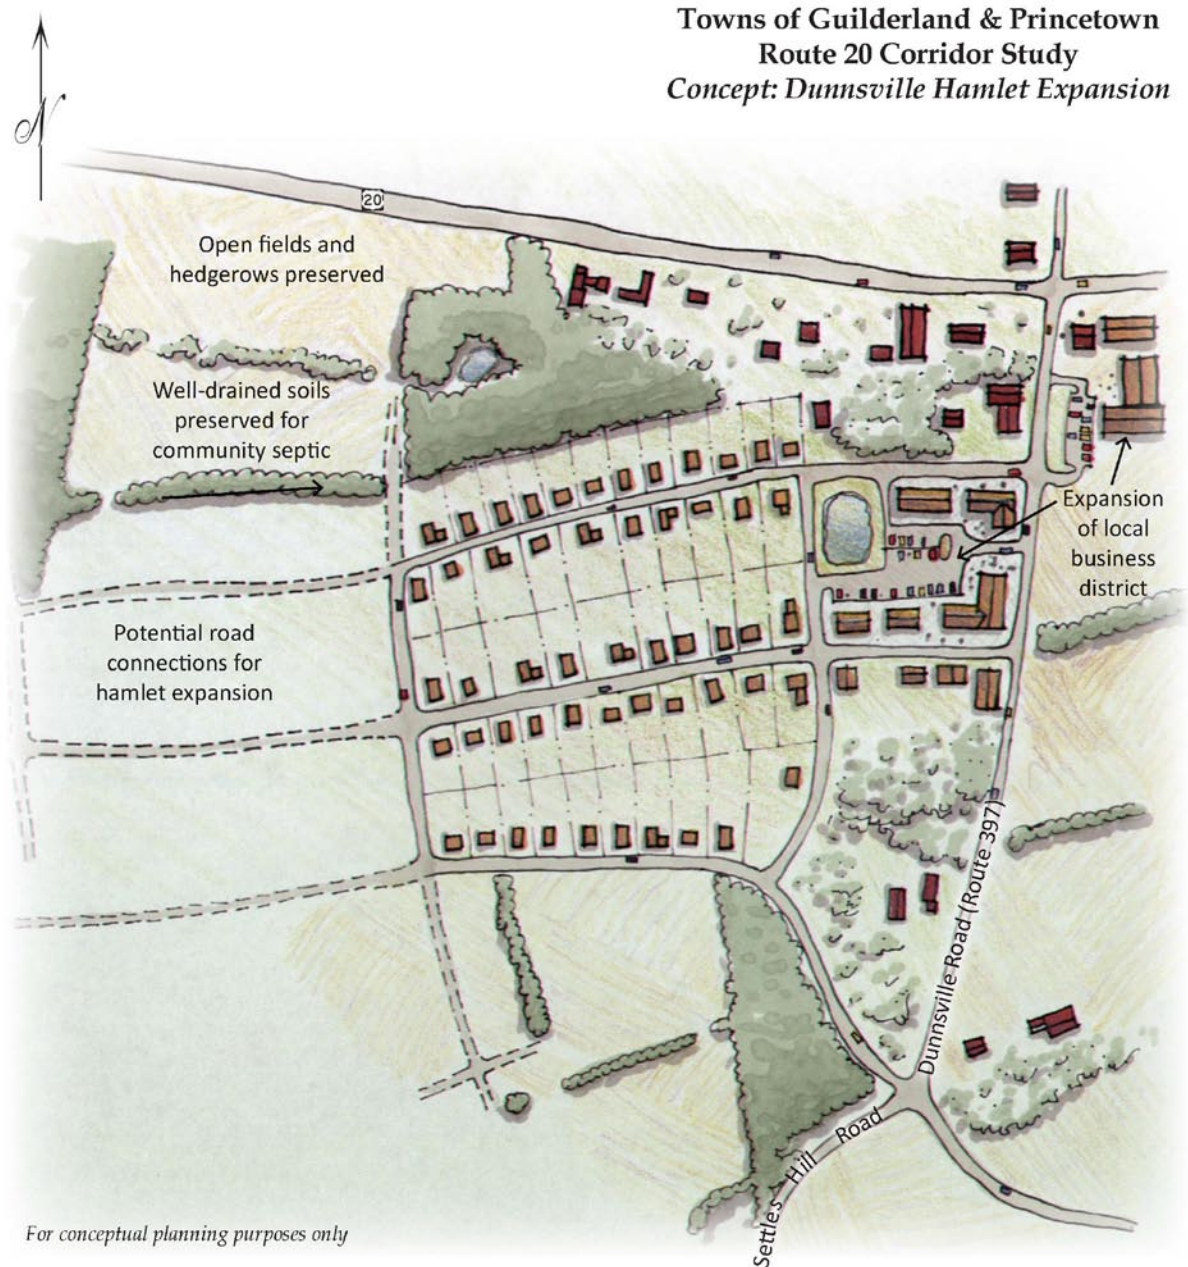 Towns of Guilderland & Princetown
Route 20 Corridor Study
Concept: Dunnsville Hamlet Expansion
N
20
Open fields and
hedgerows preserved
Well-drained soils
preserved for
community septic
Expansion
of local
business
district
Potential road
connections for
hamlet expansion
Dunnsville Road (Route 397)
Settles Hill Road
For conceptual planning purposes only